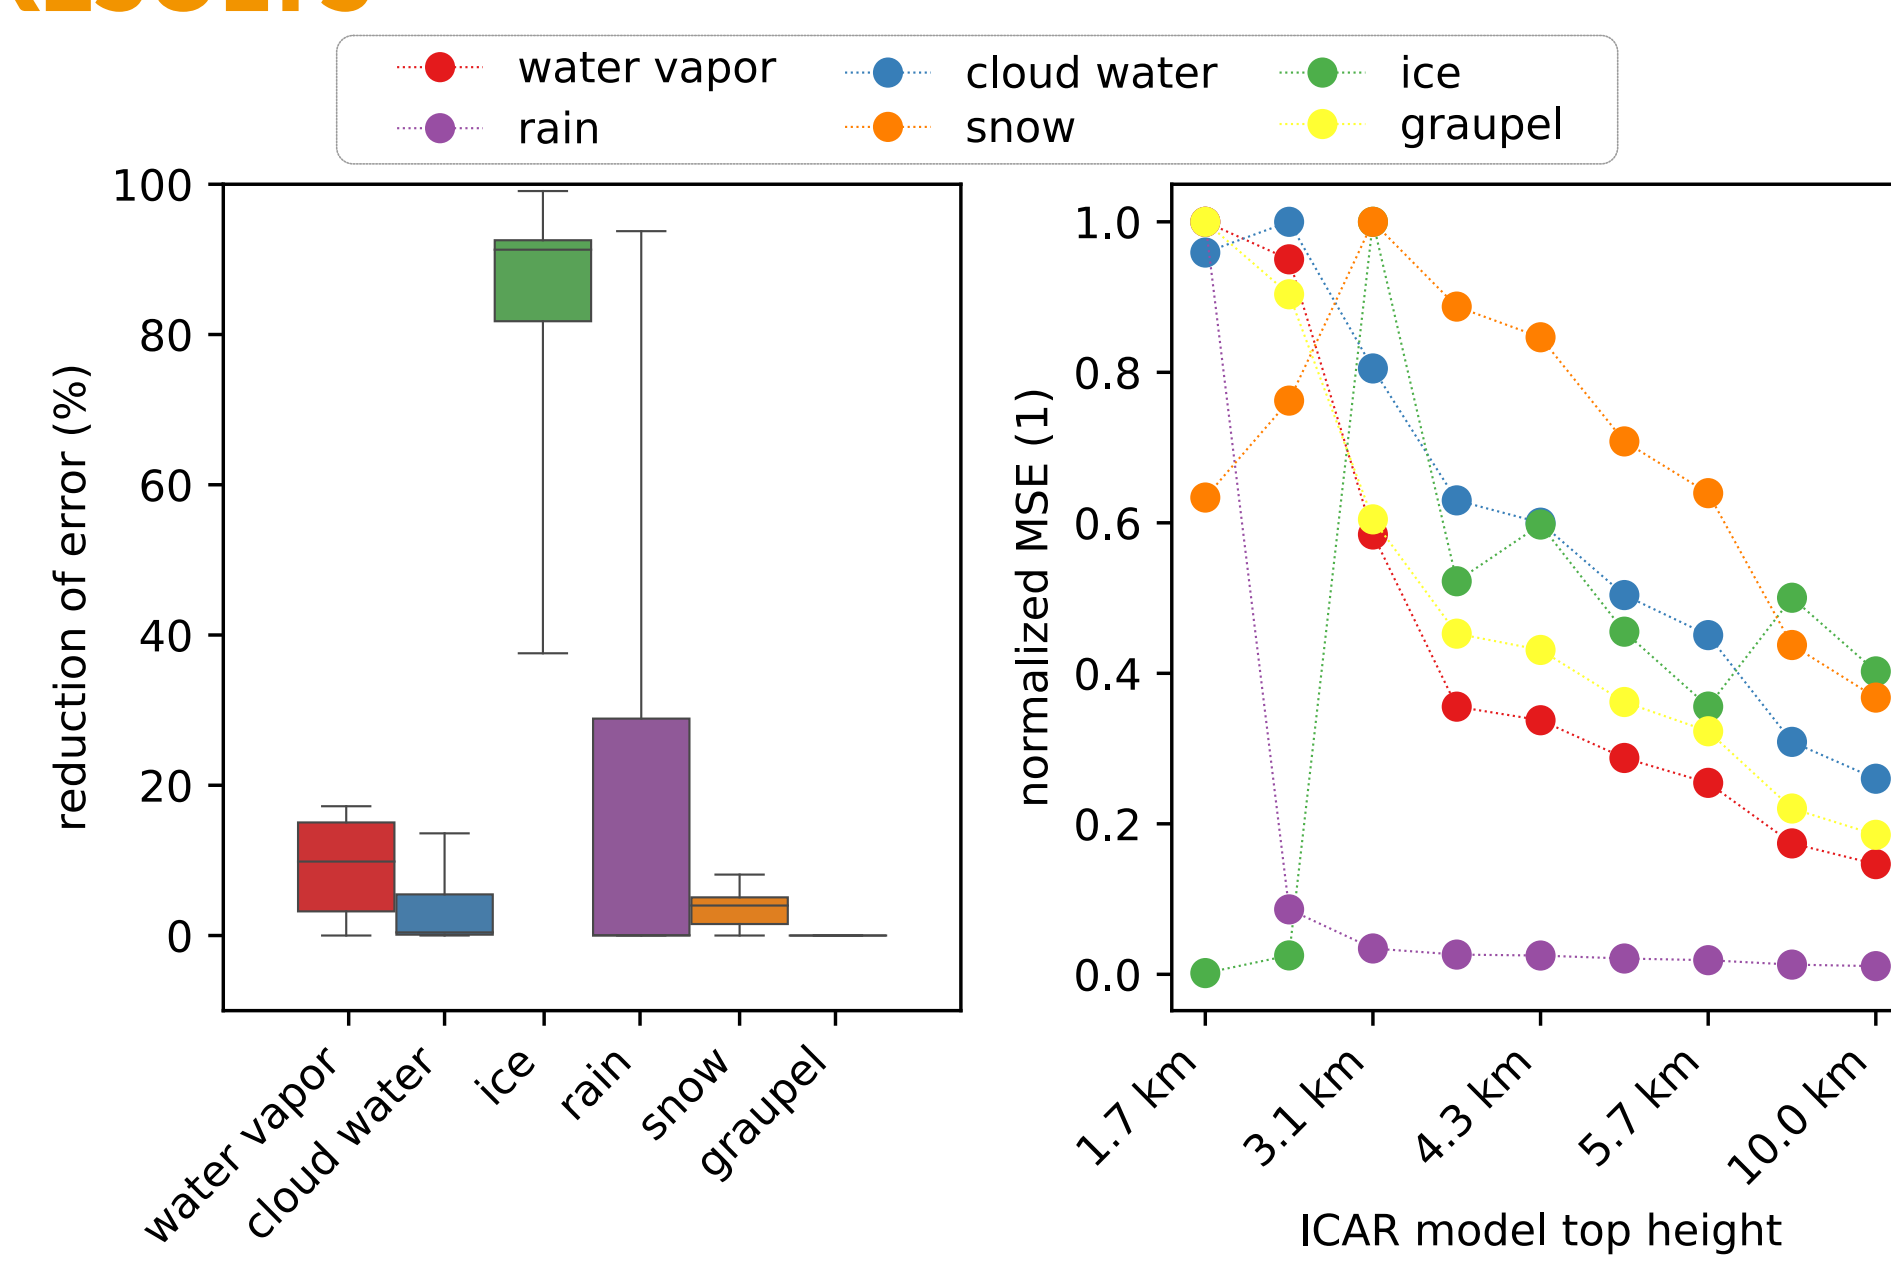 RESULTS
water vapor
cloud water
ice
rain
snow
graupel
100
80
60
40
20
0
reduction of error (%)
water vapor
cloud water
ice
rain
snow
graupel
1.0
0.8
0.6
0.4
0.2
0.0
normalized MSE (1)
1.7 km
3.1 km
4.3 km
5.7 km
10.0 km
ICAR model top height